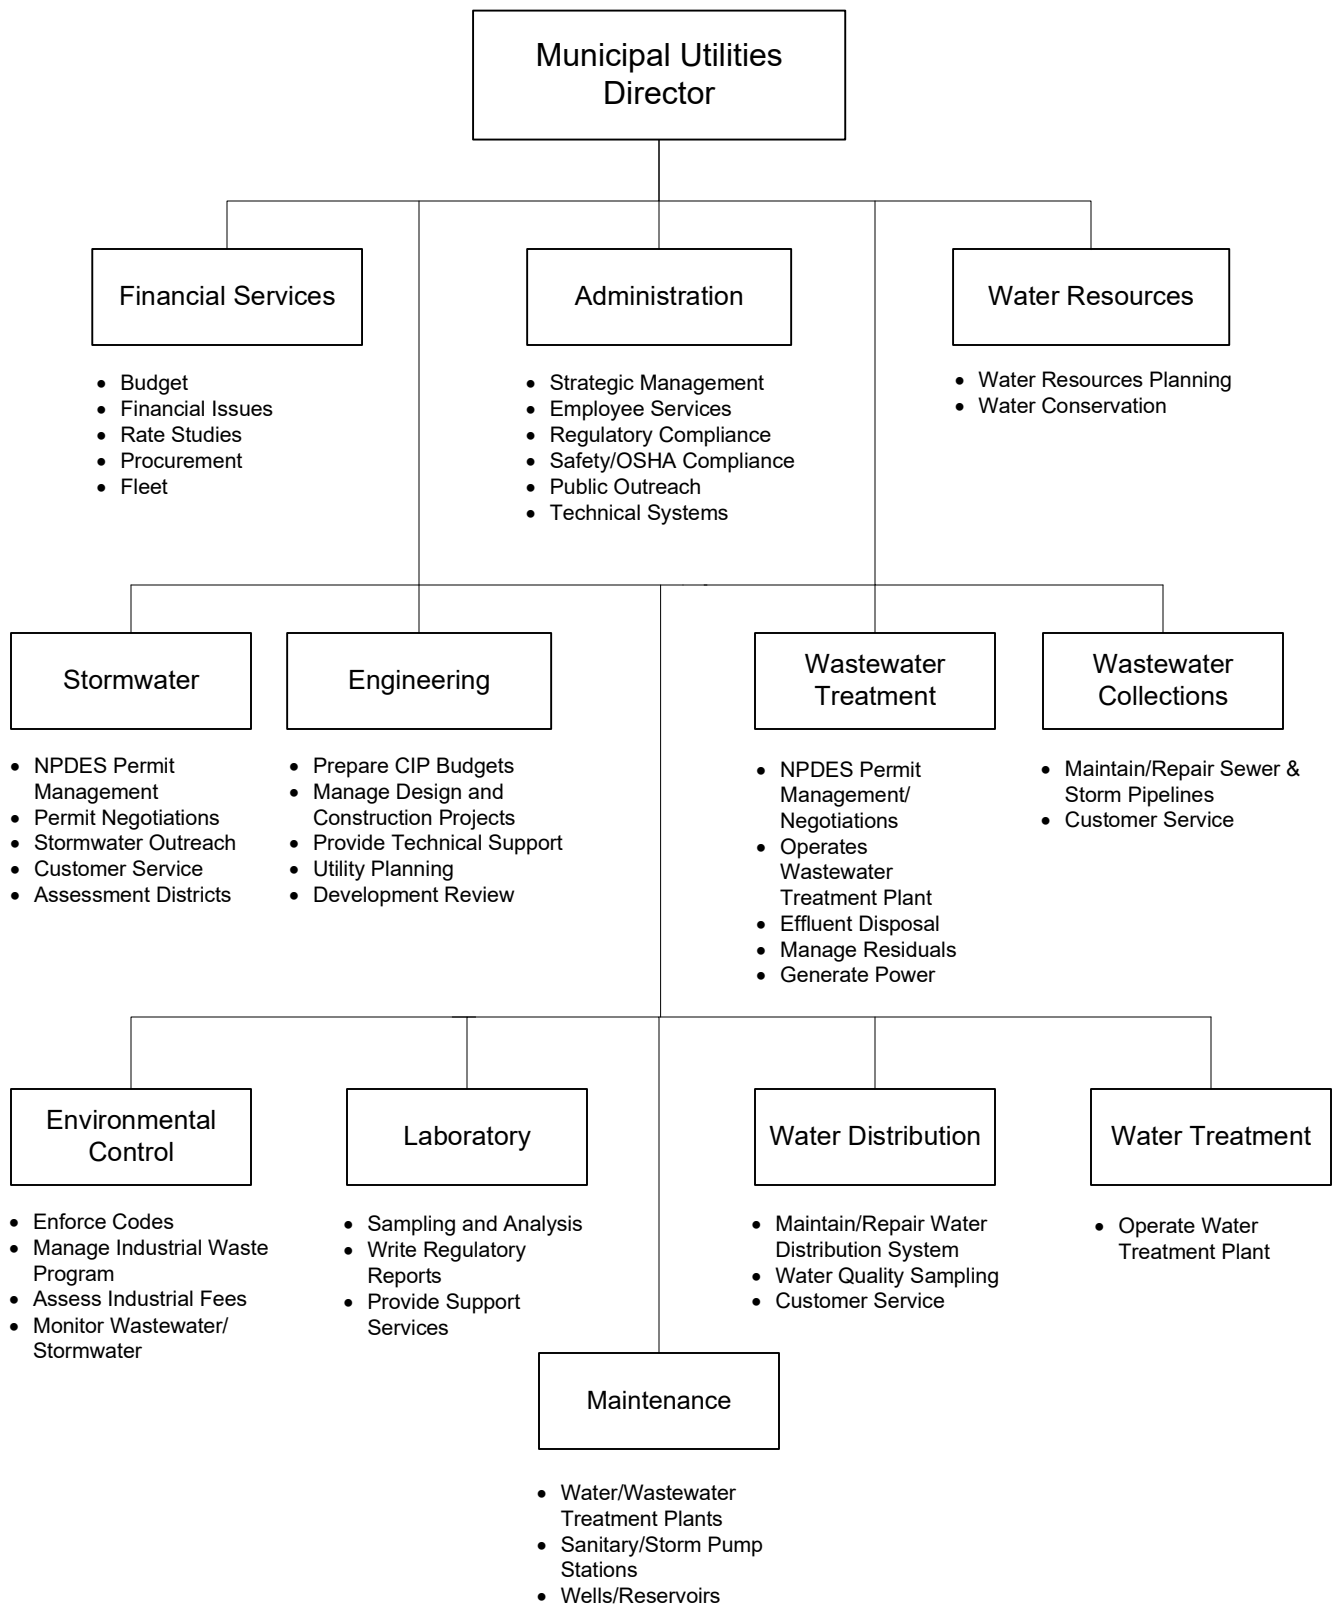 Municipal Utilities
Director
Financial Services
• Budget
• Financial Issues
• Rate Studies
• Procurement
• Fleet
Administration
• Strategic Management
• Employee Services
• Regulatory Compliance
• Safety/OSHA Compliance
• Public Outreach
• Technical Systems
Water Resources
• Water Resources Planning
• Water Conservation
Stormwater
• NPDES Permit
Management
• Permit Negotiations
• Stormwater Outreach
• Customer Service
• Assessment Districts
Engineering
• Prepare CIP Budgets
• Manage Design and
Construction Projects
• Provide Technical Support
• Utility Planning
• Development Review
Wastewater
Treatment
• NPDES Permit
Management/
Negotiations
• Operates
Wastewater
Treatment Plant
• Effluent Disposal
• Manage Residuals
• Generate Power
Wastewater
Collections
• Maintain/Repair Sewer &
Storm Pipelines
• Customer Service
Environmental
Control
• Enforce Codes
• Manage Industrial Waste
Program
• Assess Industrial Fees
• Monitor Wastewater/
Stormwater
Laboratory
• Sampling and Analysis
• Write Regulatory
Reports
• Provide Support
Services
Water Distribution
• Maintain/Repair Water
Distribution System
• Water Quality Sampling
• Customer Service
Water Treatment
• Operate Water
Treatment Plant
Maintenance
• Water/Wastewater
Treatment Plants
• Sanitary/Storm Pump
Stations
• Wells/Reservoirs